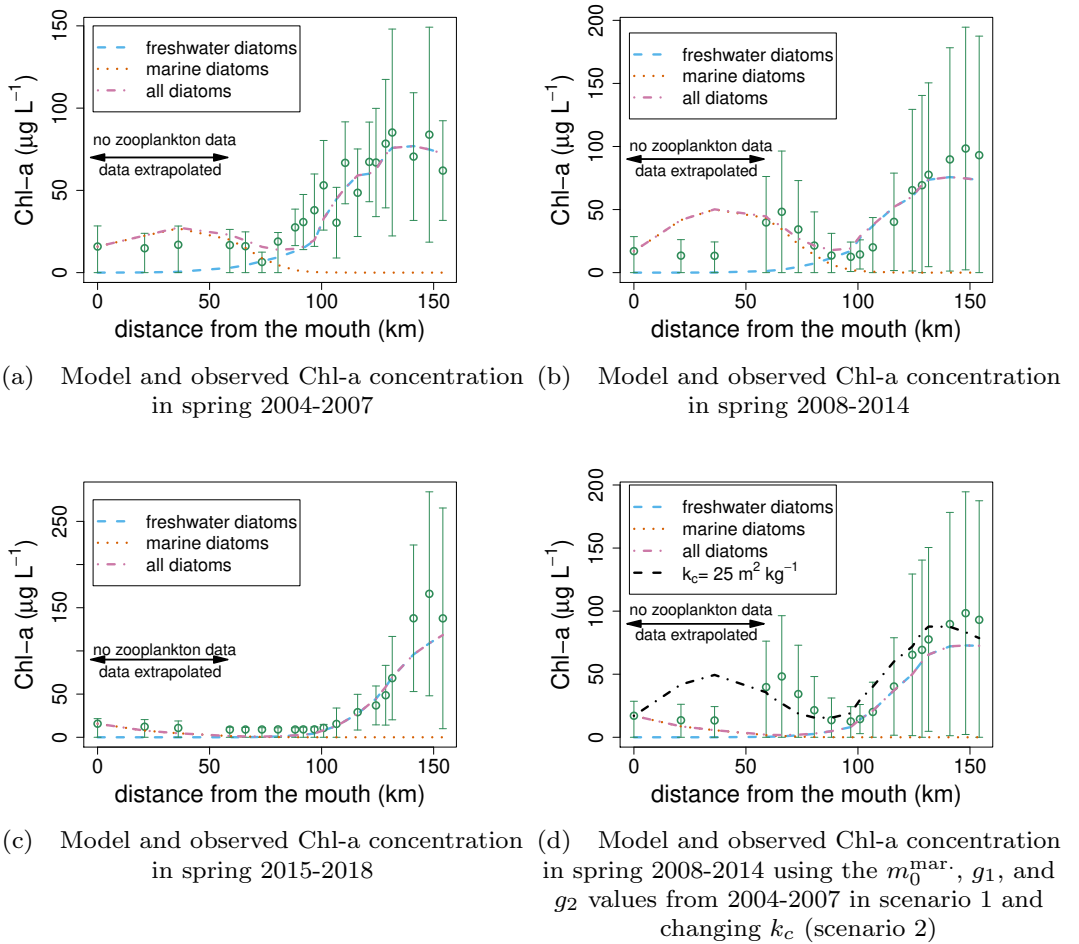 150
100
50
0
Chl−a (μg L−1)
freshwater diatoms
marine diatoms
all diatoms
no zooplankton data
data extrapolated
0 50 100 150
distance from the mouth (km)
(a) Model and observed Chl-a concentration
in spring 2004-2007
200
150
100
50
0
Chl−a (μg L−1)
freshwater diatoms
marine diatoms
all diatoms
no zooplankton data
data extrapolated
0 50 100 150
distance from the mouth (km)
(b) Model and observed Chl-a concentration
in spring 2008-2014
250
150
50
0
Chl−a (μg L−1)
freshwater diatoms
marine diatoms
all diatoms
no zooplankton data
data extrapolated
0 50 100 150
distance from the mouth (km)
(c) Model and observed Chl-a concentration
in spring 2015-2018
200
150
100
50
0
Chl−a (μg L−1)
freshwater diatoms
marine diatoms
all diatoms
kc= 25 m2 kg−1
no zooplankton data
data extrapolated
0 50 100 150
distance from the mouth (km)
(d) Model and observed Chl-a concentration
in spring 2008-2014 using the m0mar., g1, and
g2 values from 2004-2007 in scenario 1 and
changing kc (scenario 2)